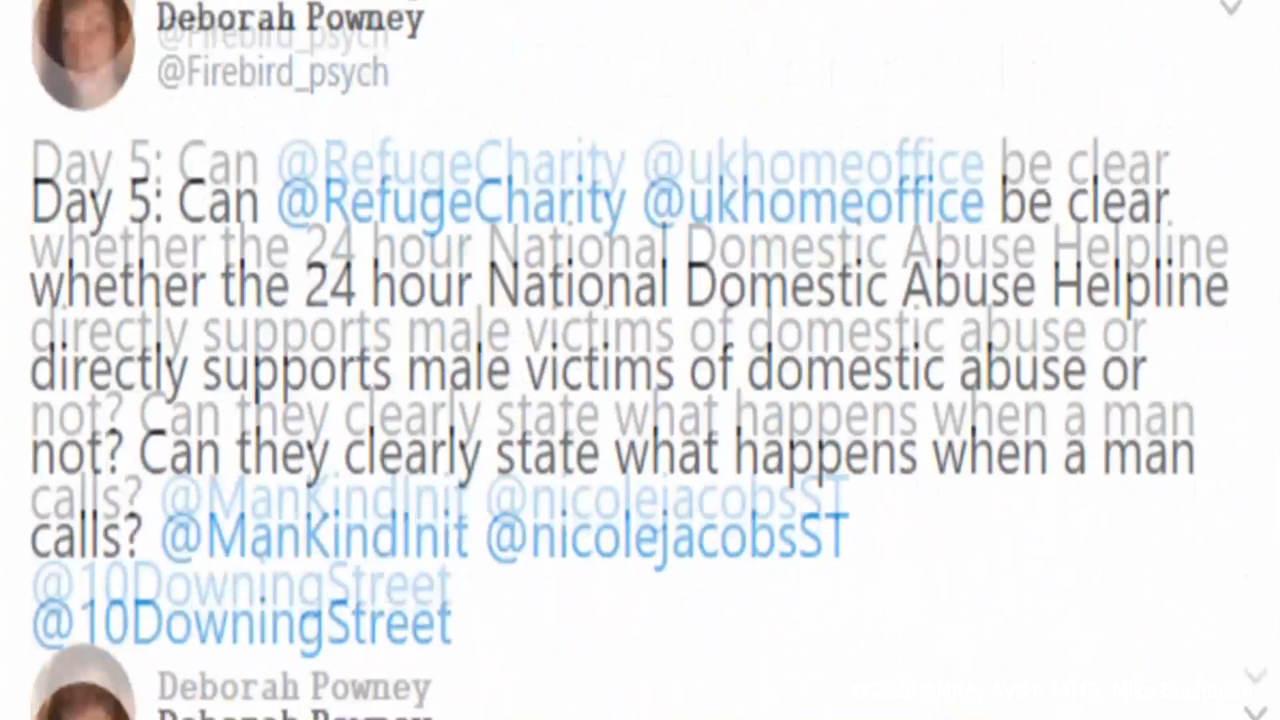 Deborah Powney
@Firebird_psych
Day 5: Can @RefugeCharity @ukhomeoffice be clear
whether the 24 hour National Domestic Abuse Helpline
directly supports male victims of domestic abuse or
not? Can they clearly state what happens when a man
calls? @ManKindInit @nicolejacobsST
@10DowningStreet
Deborah Powney